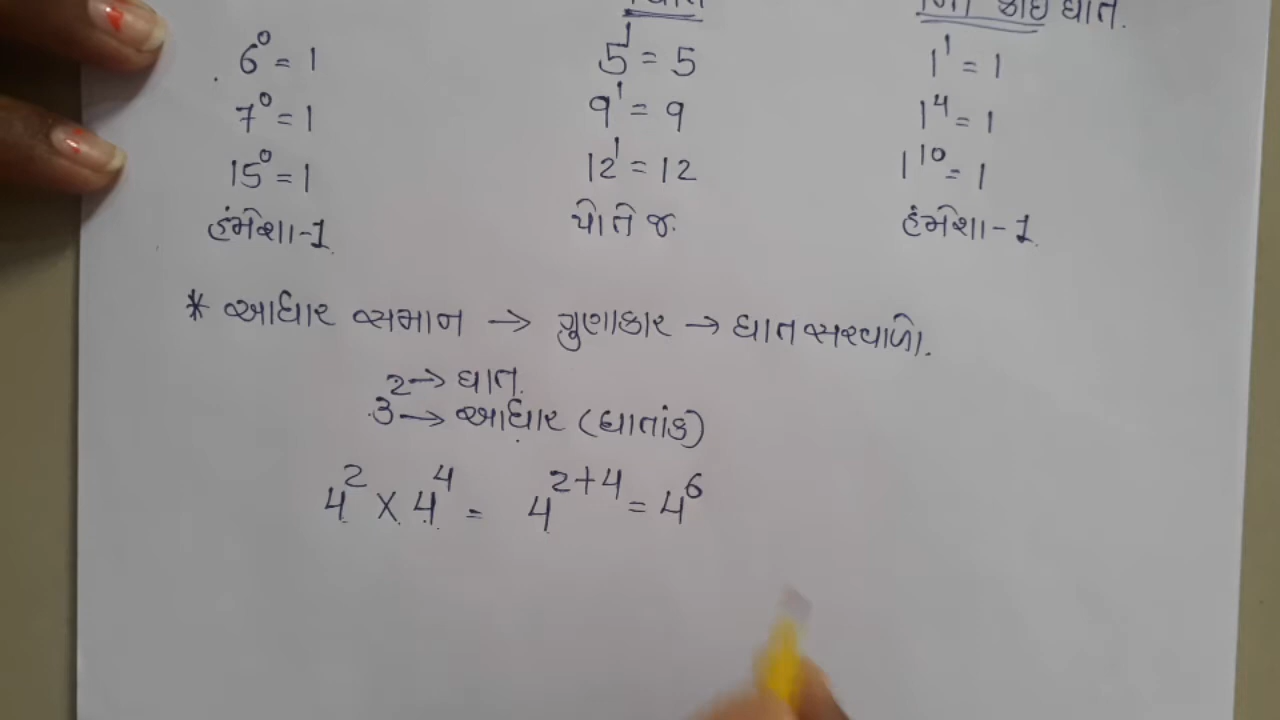 કોઇ ઘાત.
6⁰ = 1 5¹ = 5 1¹ = 1
7⁰ = 1 9¹ = 9 1⁴ = 1
15⁰ = 1 12¹ = 12 1¹⁰ = 1
હંમેશા-1 પોતે જ. હંમેશા-1
* આધાર સમાન → ગુણાકાર → ઘાત સરવાળો.
2 → ઘાત.
3 → આધાર (ઘાતાંક)
4² × 4⁴ = 4²⁺⁴ = 4⁶